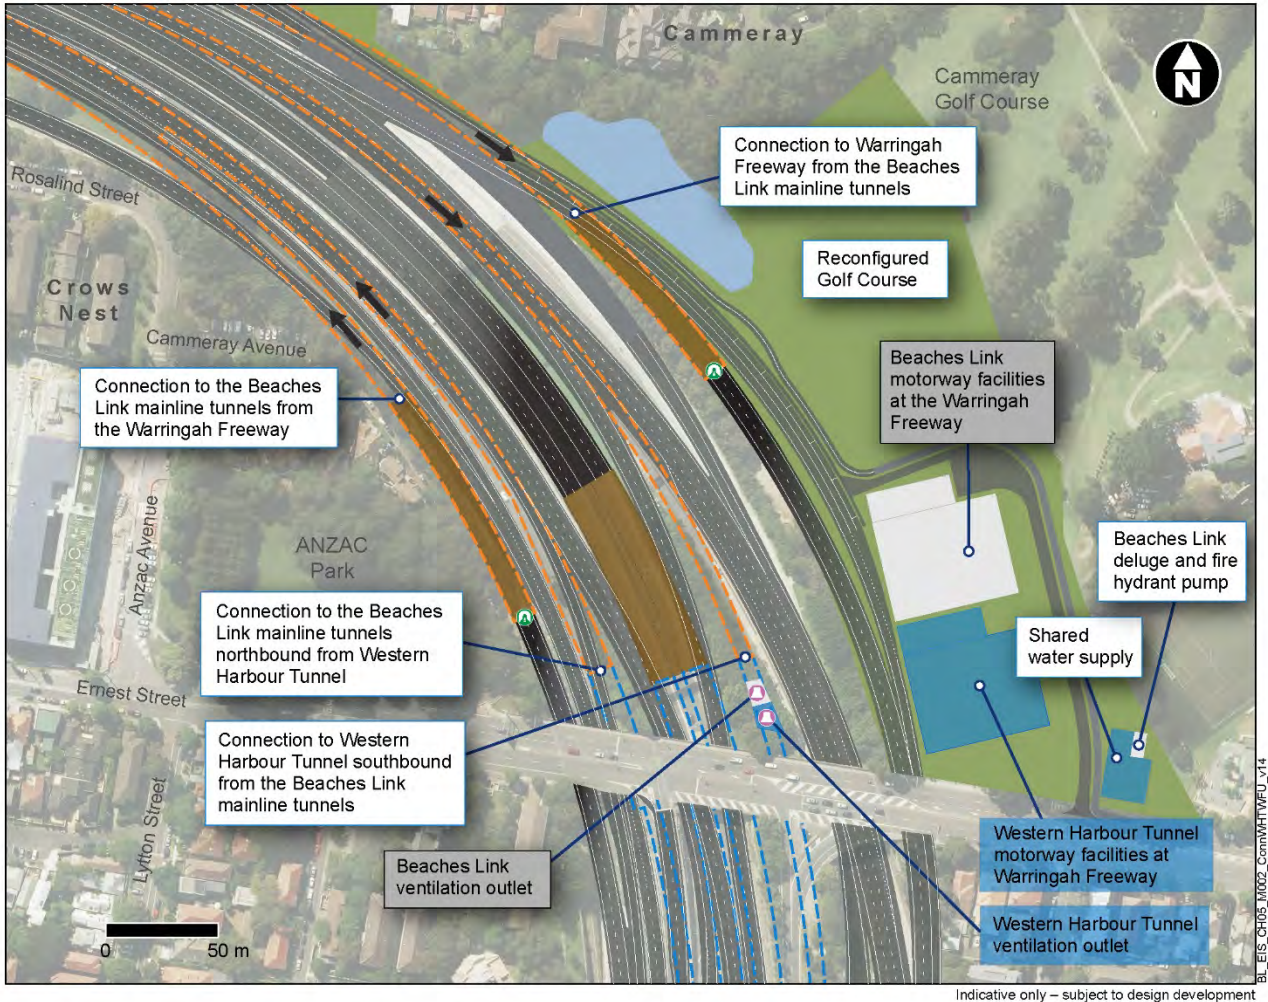 Cammeray
N
Cammeray
Golf Course
Connection to Warringah
Freeway from the Beaches
Link mainline tunnels
Rosalind Street
Reconfigured
Golf Course
Crows
Nest
Cammeray Avenue
Beaches Link
motorway facilities
at the Warringah
Freeway
Connection to the Beaches
Link mainline tunnels from
the Warringah Freeway
Anzac Avenue
ANZAC
Park
Beaches Link
deluge and fire
hydrant pump
Connection to the Beaches
Link mainline tunnels
northbound from Western
Harbour Tunnel
Shared
water supply
Ernest Street
Connection to Western
Harbour Tunnel southbound
from the Beaches Link
mainline tunnels
Lytton Street
Beaches Link
ventilation outlet
Western Harbour Tunnel
motorway facilities at
Warringah Freeway
Western Harbour Tunnel
ventilation outlet
0 50 m
BL_EIS_CH05_M002_ConnWHTWFU_v14
Indicative only – subject to design development